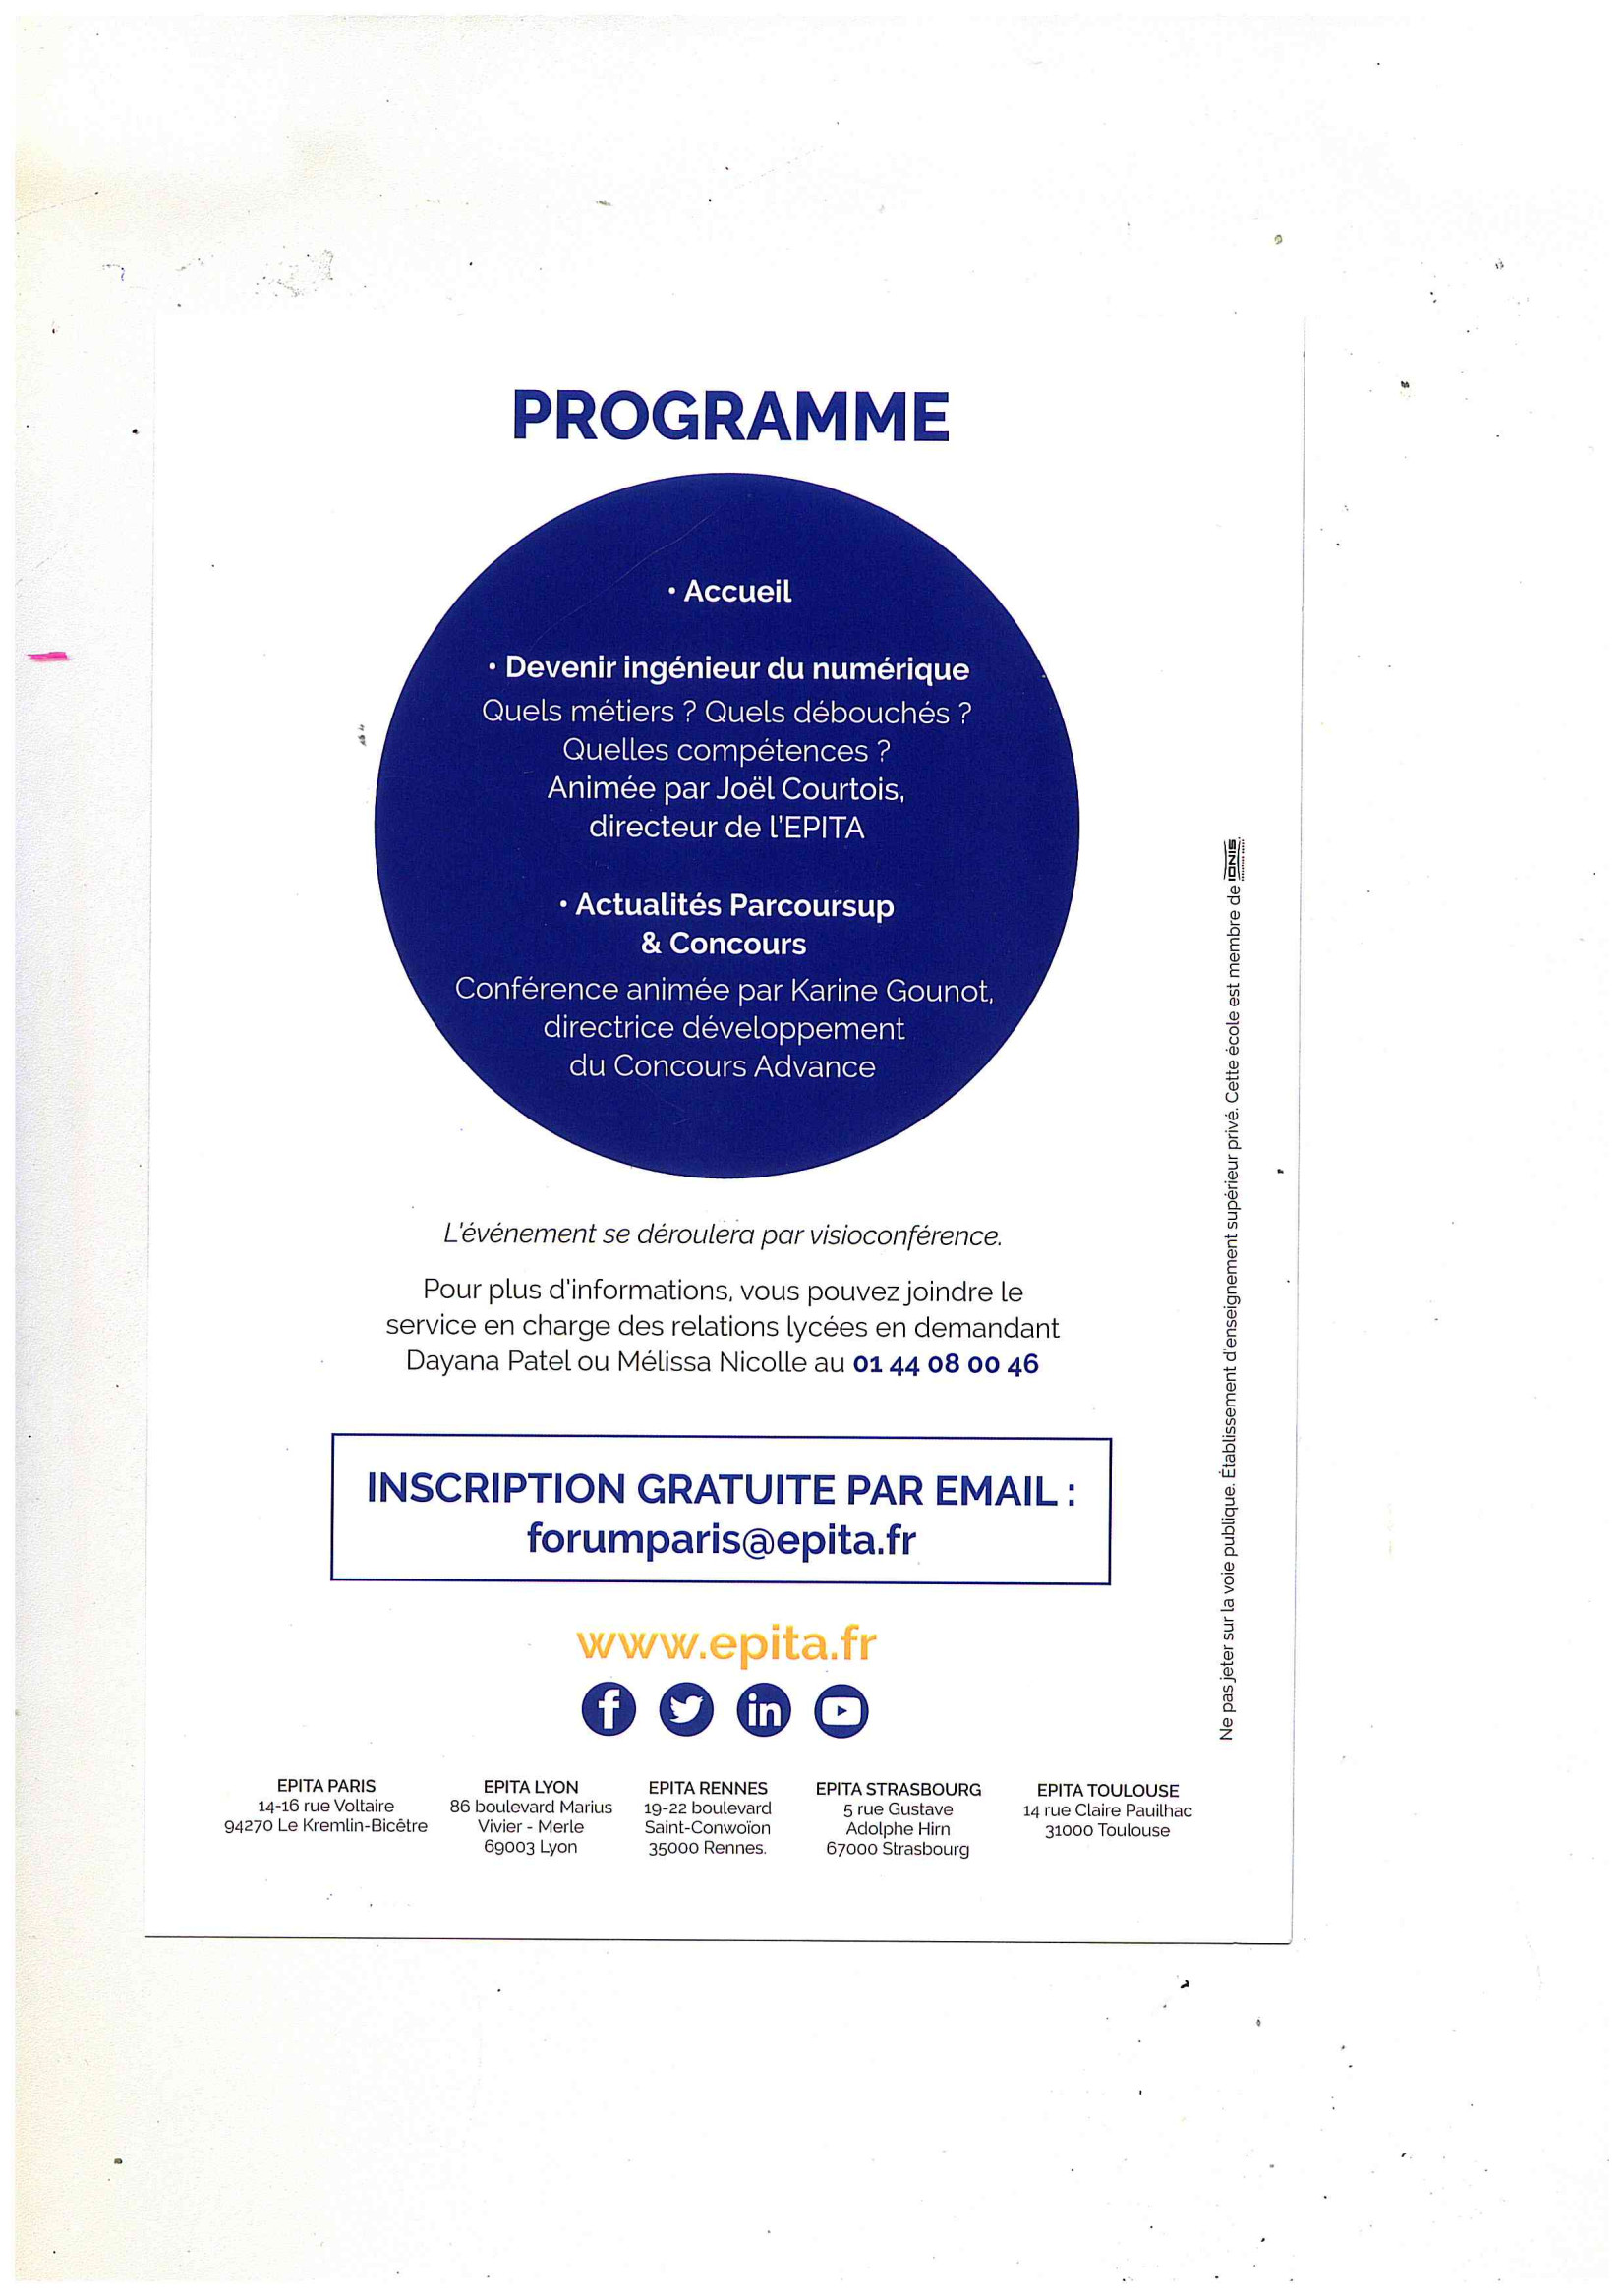 PROGRAMME
• Accueil
• Devenir ingénieur du numérique
Quels métiers ? Quels débouchés ?
Quelles compétences ?
Animée par Joël Courtois,
directeur de l'EPITA
• Actualités Parcoursup
& Concours
Conférence animée par Karine Gounot,
directrice développement
du Concours Advance
L'événement se déroulera par visioconférence.
Pour plus d'informations, vous pouvez joindre le
service en charge des relations lycées en demandant
Dayana Patel ou Mélissa Nicolle au 01 44 08 00 46
INSCRIPTION GRATUITE PAR EMAIL :
forumparis@epita.fr
www.epita.fr
EPITA PARIS
14-16 rue Voltaire
94270 Le Kremlin-Bicêtre
EPITA LYON
86 boulevard Marius
Vivier - Merle
69003 Lyon
EPITA RENNES
19-22 boulevard
Saint-Conwoïon
35000 Rennes.
EPITA STRASBOURG
5 rue Gustave
Adolphe Hirn
67000 Strasbourg
EPITA TOULOUSE
14 rue Claire Pauilhac
31000 Toulouse
Ne pas jeter sur la voie publique. Établissement d'enseignement supérieur privé. Cette école est membre de IONIS